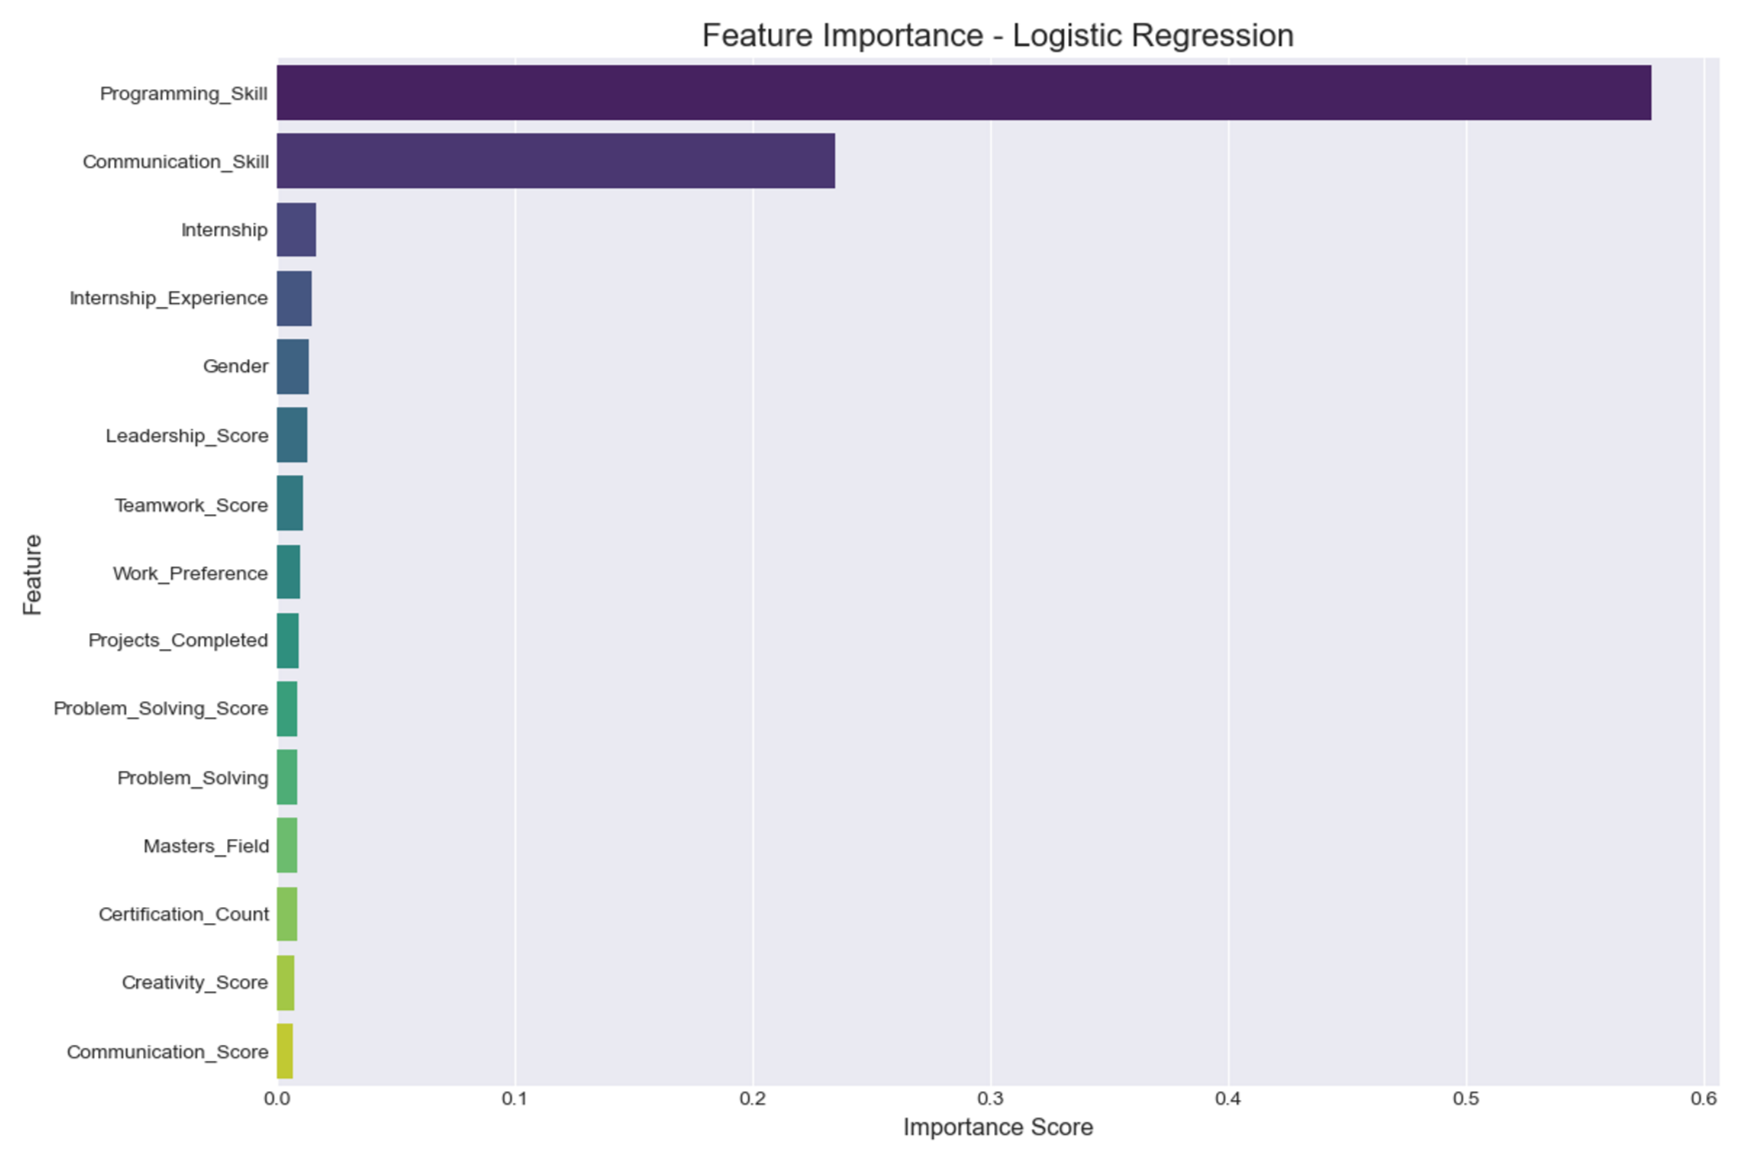 Feature Importance - Logistic Regression
Programming_Skill
Communication_Skill
Internship
Internship_Experience
Gender
Leadership_Score
Teamwork_Score
Work_Preference
Projects_Completed
Problem_Solving_Score
Problem_Solving
Masters_Field
Certification_Count
Creativity_Score
Communication_Score
Feature
0.0 0.1 0.2 0.3 0.4 0.5 0.6
Importance Score